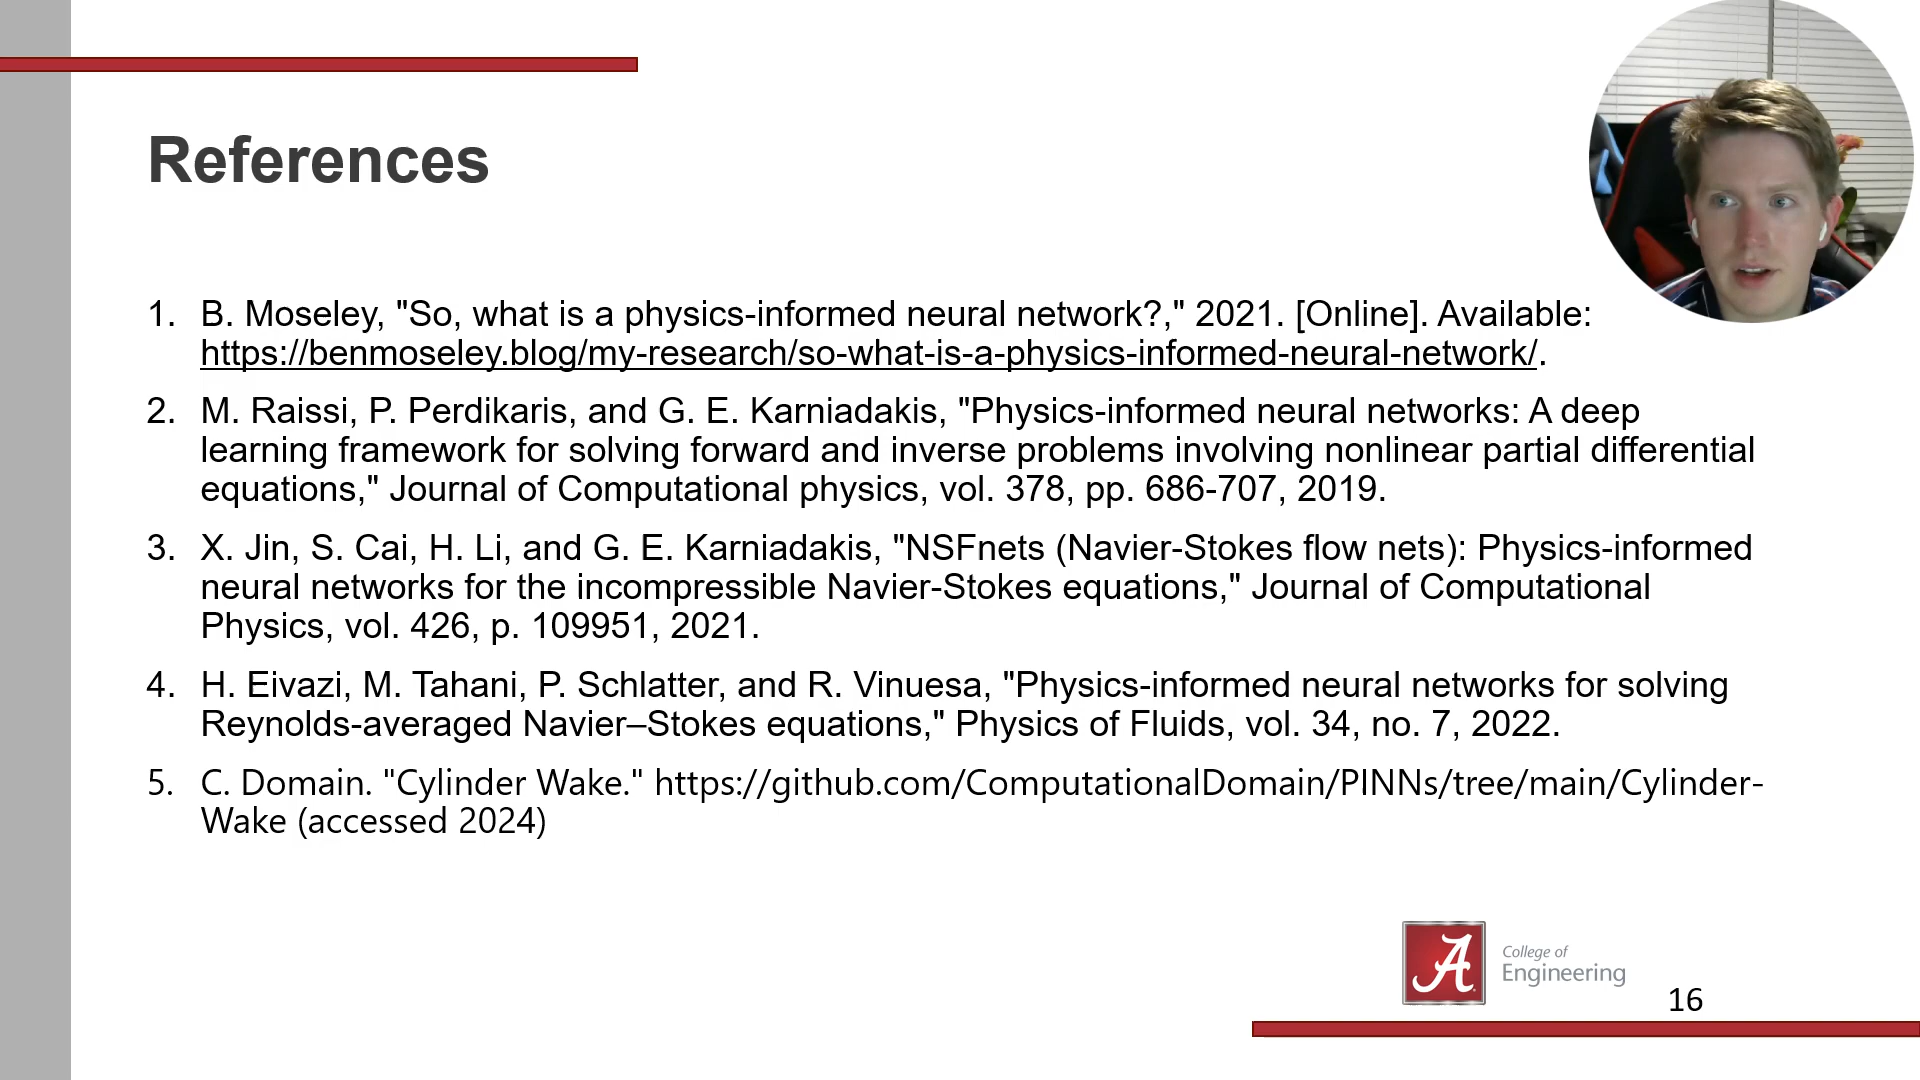 References
1. B. Moseley, "So, what is a physics-informed neural network?," 2021. [Online]. Available:
https://benmoseley.blog/my-research/so-what-is-a-physics-informed-neural-network/.
2. M. Raissi, P. Perdikaris, and G. E. Karniadakis, "Physics-informed neural networks: A deep
learning framework for solving forward and inverse problems involving nonlinear partial differential
equations," Journal of Computational physics, vol. 378, pp. 686-707, 2019.
3. X. Jin, S. Cai, H. Li, and G. E. Karniadakis, "NSFnets (Navier-Stokes flow nets): Physics-informed
neural networks for the incompressible Navier-Stokes equations," Journal of Computational
Physics, vol. 426, p. 109951, 2021.
4. H. Eivazi, M. Tahani, P. Schlatter, and R. Vinuesa, "Physics-informed neural networks for solving
Reynolds-averaged Navier–Stokes equations," Physics of Fluids, vol. 34, no. 7, 2022.
5. C. Domain. "Cylinder Wake." https://github.com/ComputationalDomain/PINNs/tree/main/Cylinder-
Wake (accessed 2024)
A
College of
Engineering
16